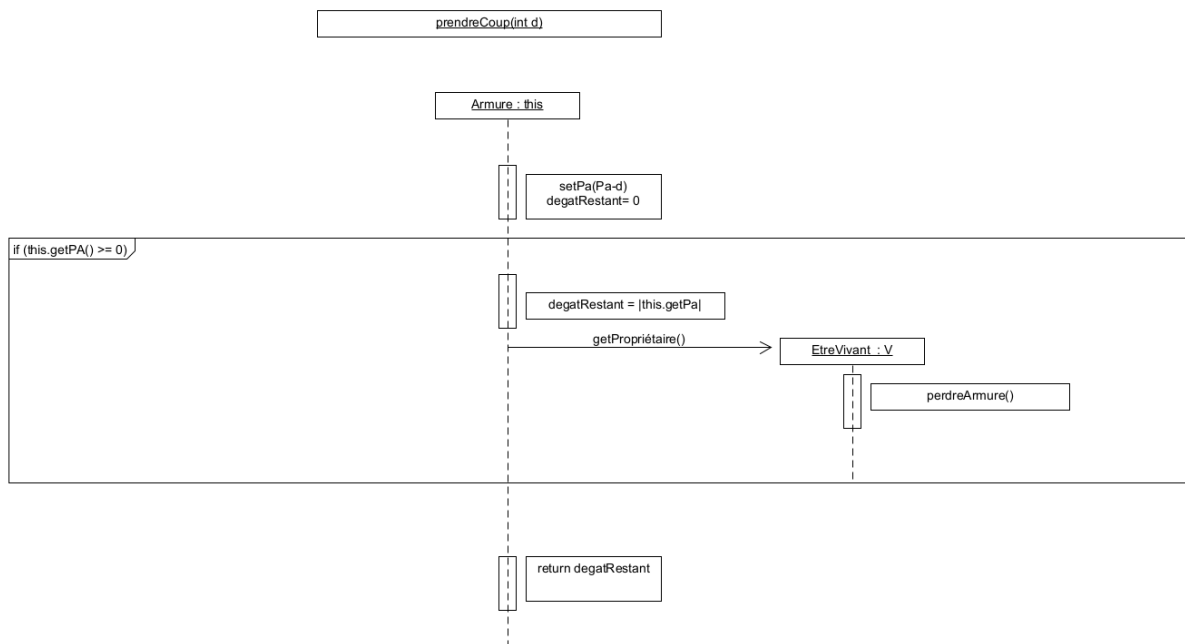 prendreCoup(int d)
Armure : this
setPa(Pa-d)
degatRestant= 0
if (this.getPA() >= 0)
degatRestant = |this.getPa|
getPropriétaire()
EtreVivant : V
perdreArmure()
return degatRestant